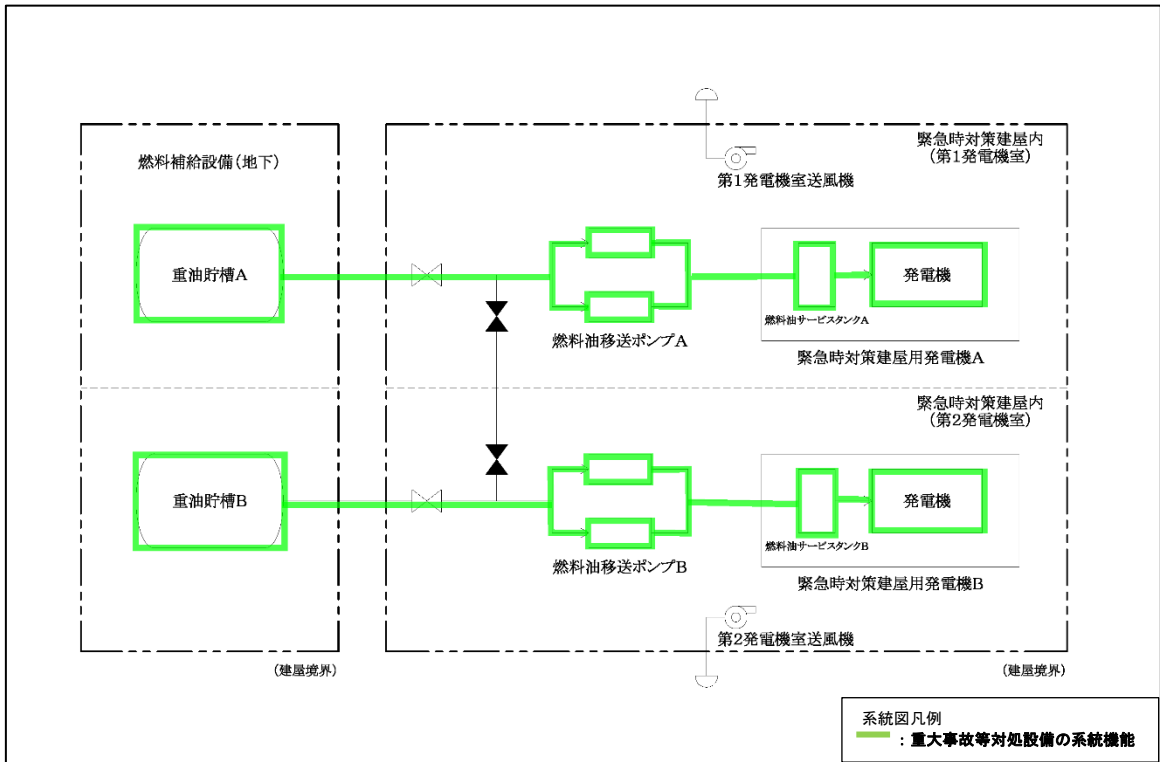 緊急時対策建屋内
(第1発電機室)
燃料補給設備(地下)
第1発電機室送風機
重油貯槽A
発電機
燃料油サービスタンクA
燃料油移送ポンプA
緊急時対策建屋用発電機A
緊急時対策建屋内
(第2発電機室)
重油貯槽B
発電機
燃料油サービスタンクB
燃料油移送ポンプB
緊急時対策建屋用発電機B
第2発電機室送風機
(建屋境界)
(建屋境界)
系統図凡例
：重大事故等対処設備の系統機能